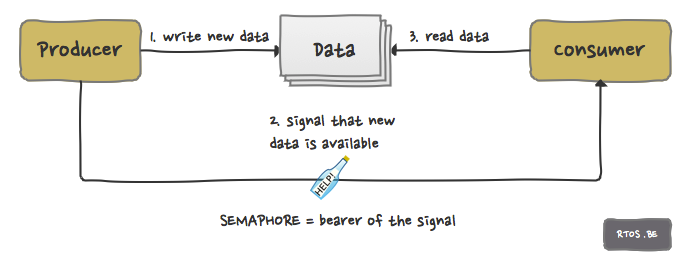 Producer
1. write new data
Data
3. read data
Consumer
2. signal that new
data is available
HELP!
SEMAPHORE = bearer of the signal
RTOS.BE